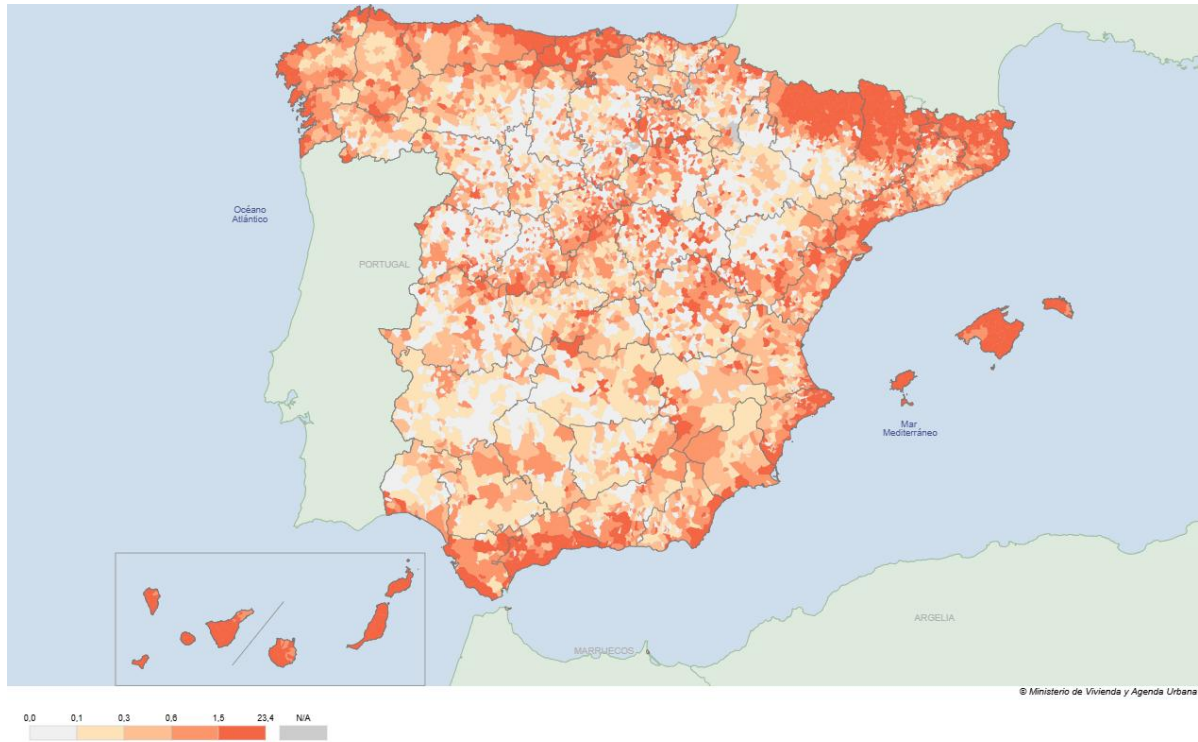 Océano
Atlántico
PORTUGAL
Mar
Mediterráneo
ARGELIA
MARRUECOS
© Ministerio de Vivienda y Agenda Urbana
0,0 0,1 0,3 0,6 1,5 23,4 N/A